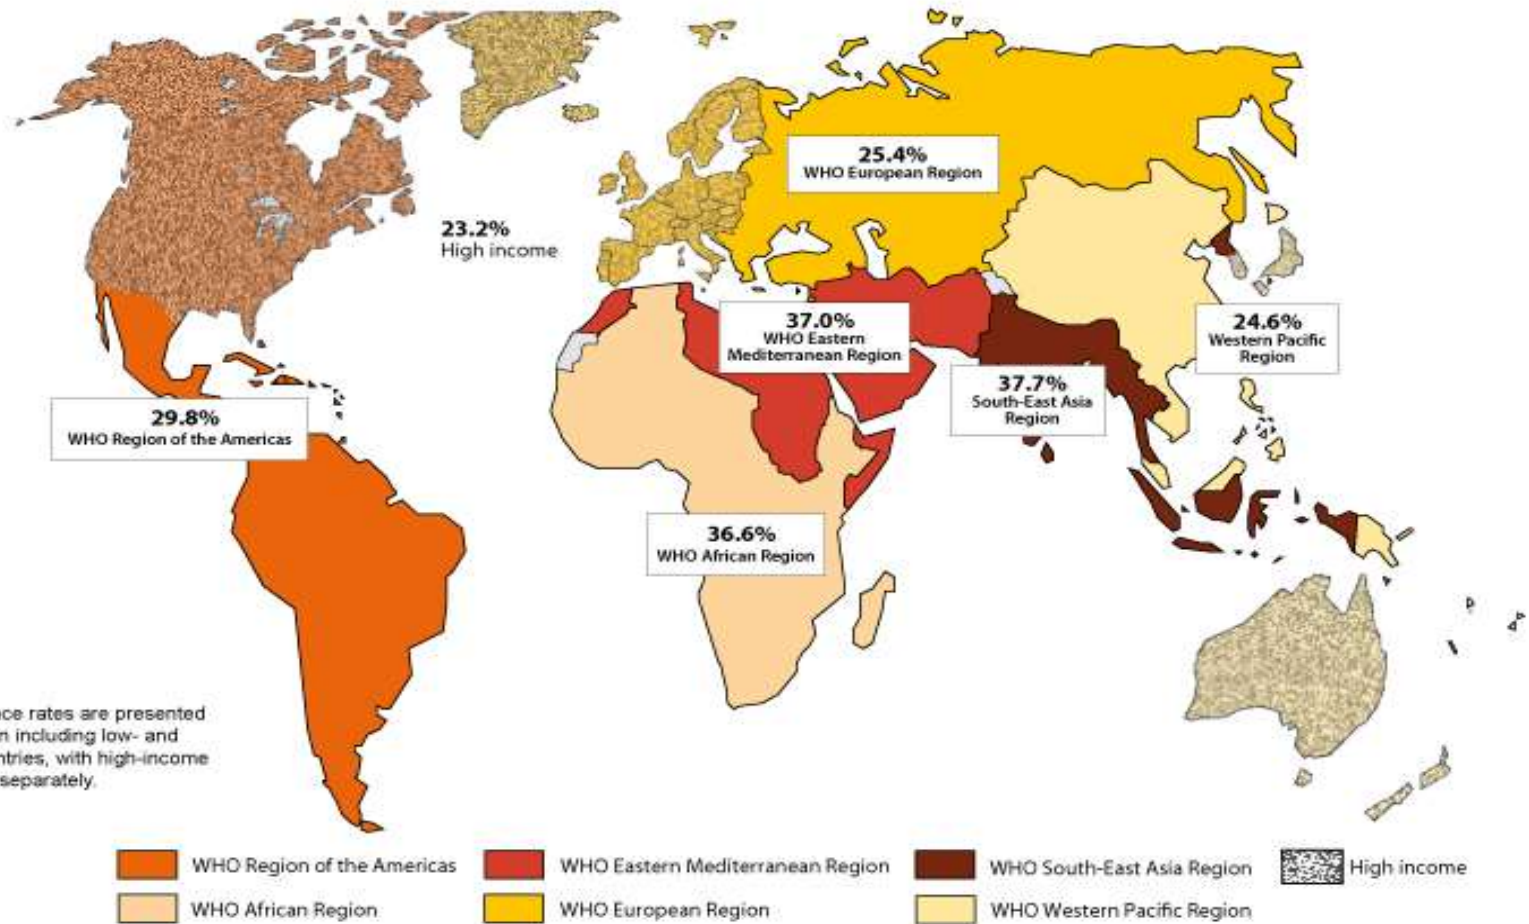 25.4%
WHO European Region
23.2%
High income
37.0%
WHO Eastern
Mediterranean Region
24.6%
Western Pacific
Region
37.7%
South-East Asia
Region
29.8%
WHO Region of the Americas
36.6%
WHO African Region
rates are presented
including low- and
with high-income
separately.
WHO Region of the Americas
WHO Eastern Mediterranean Region
WHO South-East Asia Region
High income
WHO African Region
WHO European Region
WHO Western Pacific Region